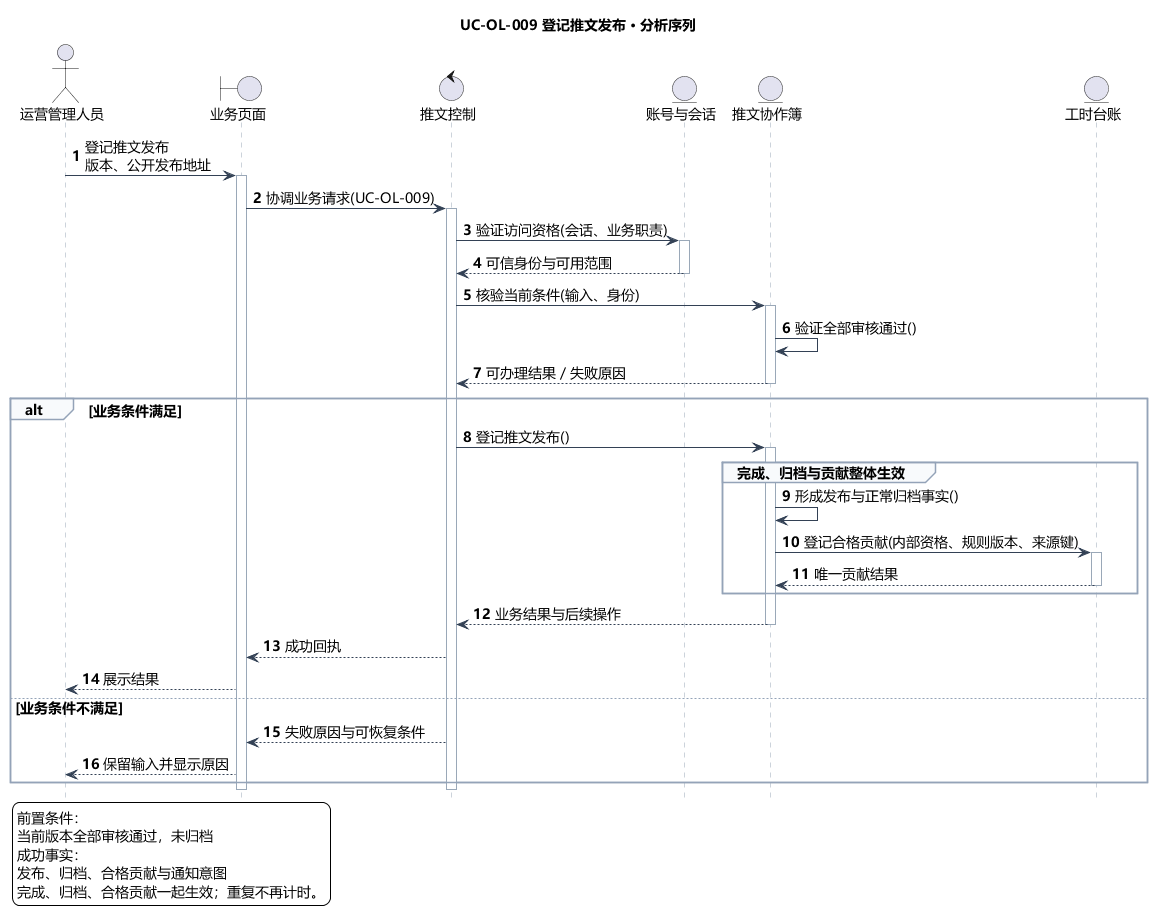 UC-OL-009 登记推文发布・分析序列
运营管理人员
业务页面
推文控制
账号与会话
推文协作簿
工时台账
1 登记推文发布
版本、公开发布地址
2 协调业务请求(UC-OL-009)
3 验证访问资格(会话、业务职责)
4 可信身份与可用范围
5 核验当前条件(输入、身份)
6 验证全部审核通过()
7 可办理结果 / 失败原因
alt [业务条件满足]
8 登记推文发布()
完成、归档与贡献整体生效
9 形成发布与正常归档事实()
10 登记合格贡献(内部资格、规则版本、来源键)
11 唯一贡献结果
12 业务结果与后续操作
13 成功回执
14 展示结果
[业务条件不满足]
15 失败原因与可恢复条件
16 保留输入并显示原因
前置条件：
当前版本全部审核通过，未归档
成功事实：
发布、归档、合格贡献与通知意图
完成、归档、合格贡献一起生效；重复不再计时。